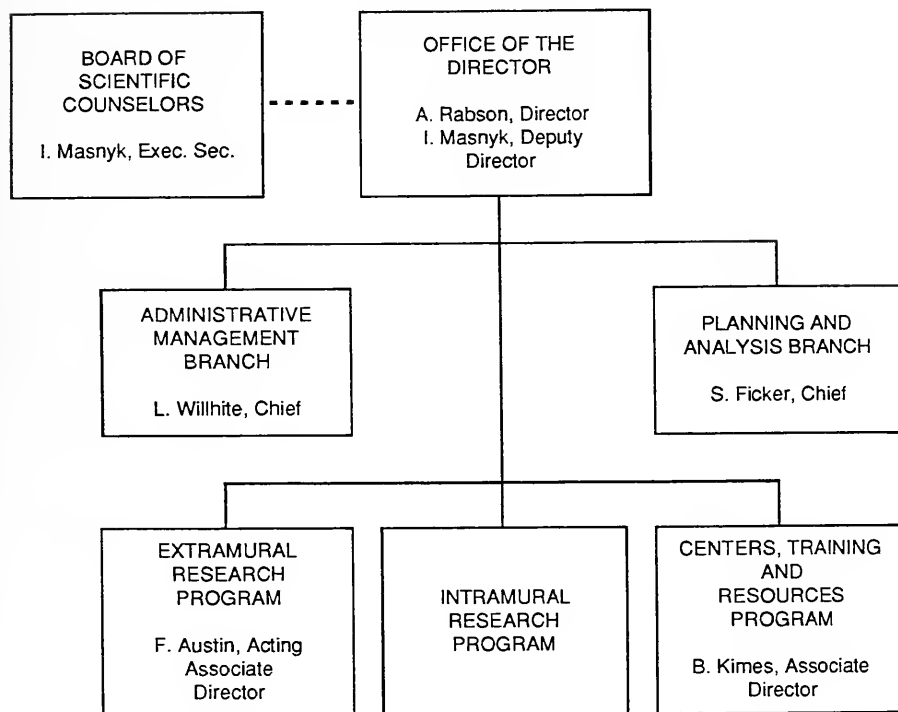 BOARD OF
SCIENTIFIC
COUNSELORS
I. Masnyk, Exec. Sec.
OFFICE OF THE
DIRECTOR
A. Rabson, Director
I. Masnyk, Deputy
Director
ADMINISTRATIVE
MANAGEMENT
BRANCH
L. Willhite, Chief
PLANNING AND
ANALYSIS BRANCH
S. Ficker, Chief
EXTRAMURAL
RESEARCH
PROGRAM
F. Austin, Acting
Associate
Director
INTRAMURAL
RESEARCH
PROGRAM
CENTERS, TRAINING
AND
RESOURCES
PROGRAM
B. Kimes, Associate
Director